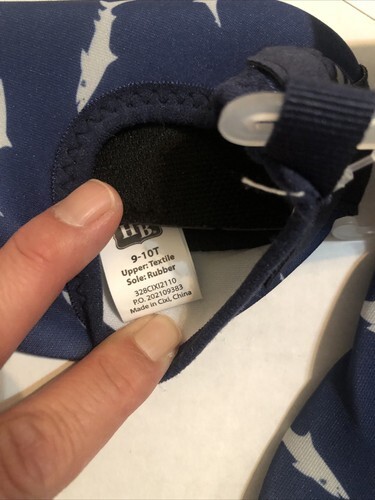 HB
9-10T
Upper: Textile
Sole: Rubber
328CIXI2110
P.O. 202109383
Made in Cixi, China